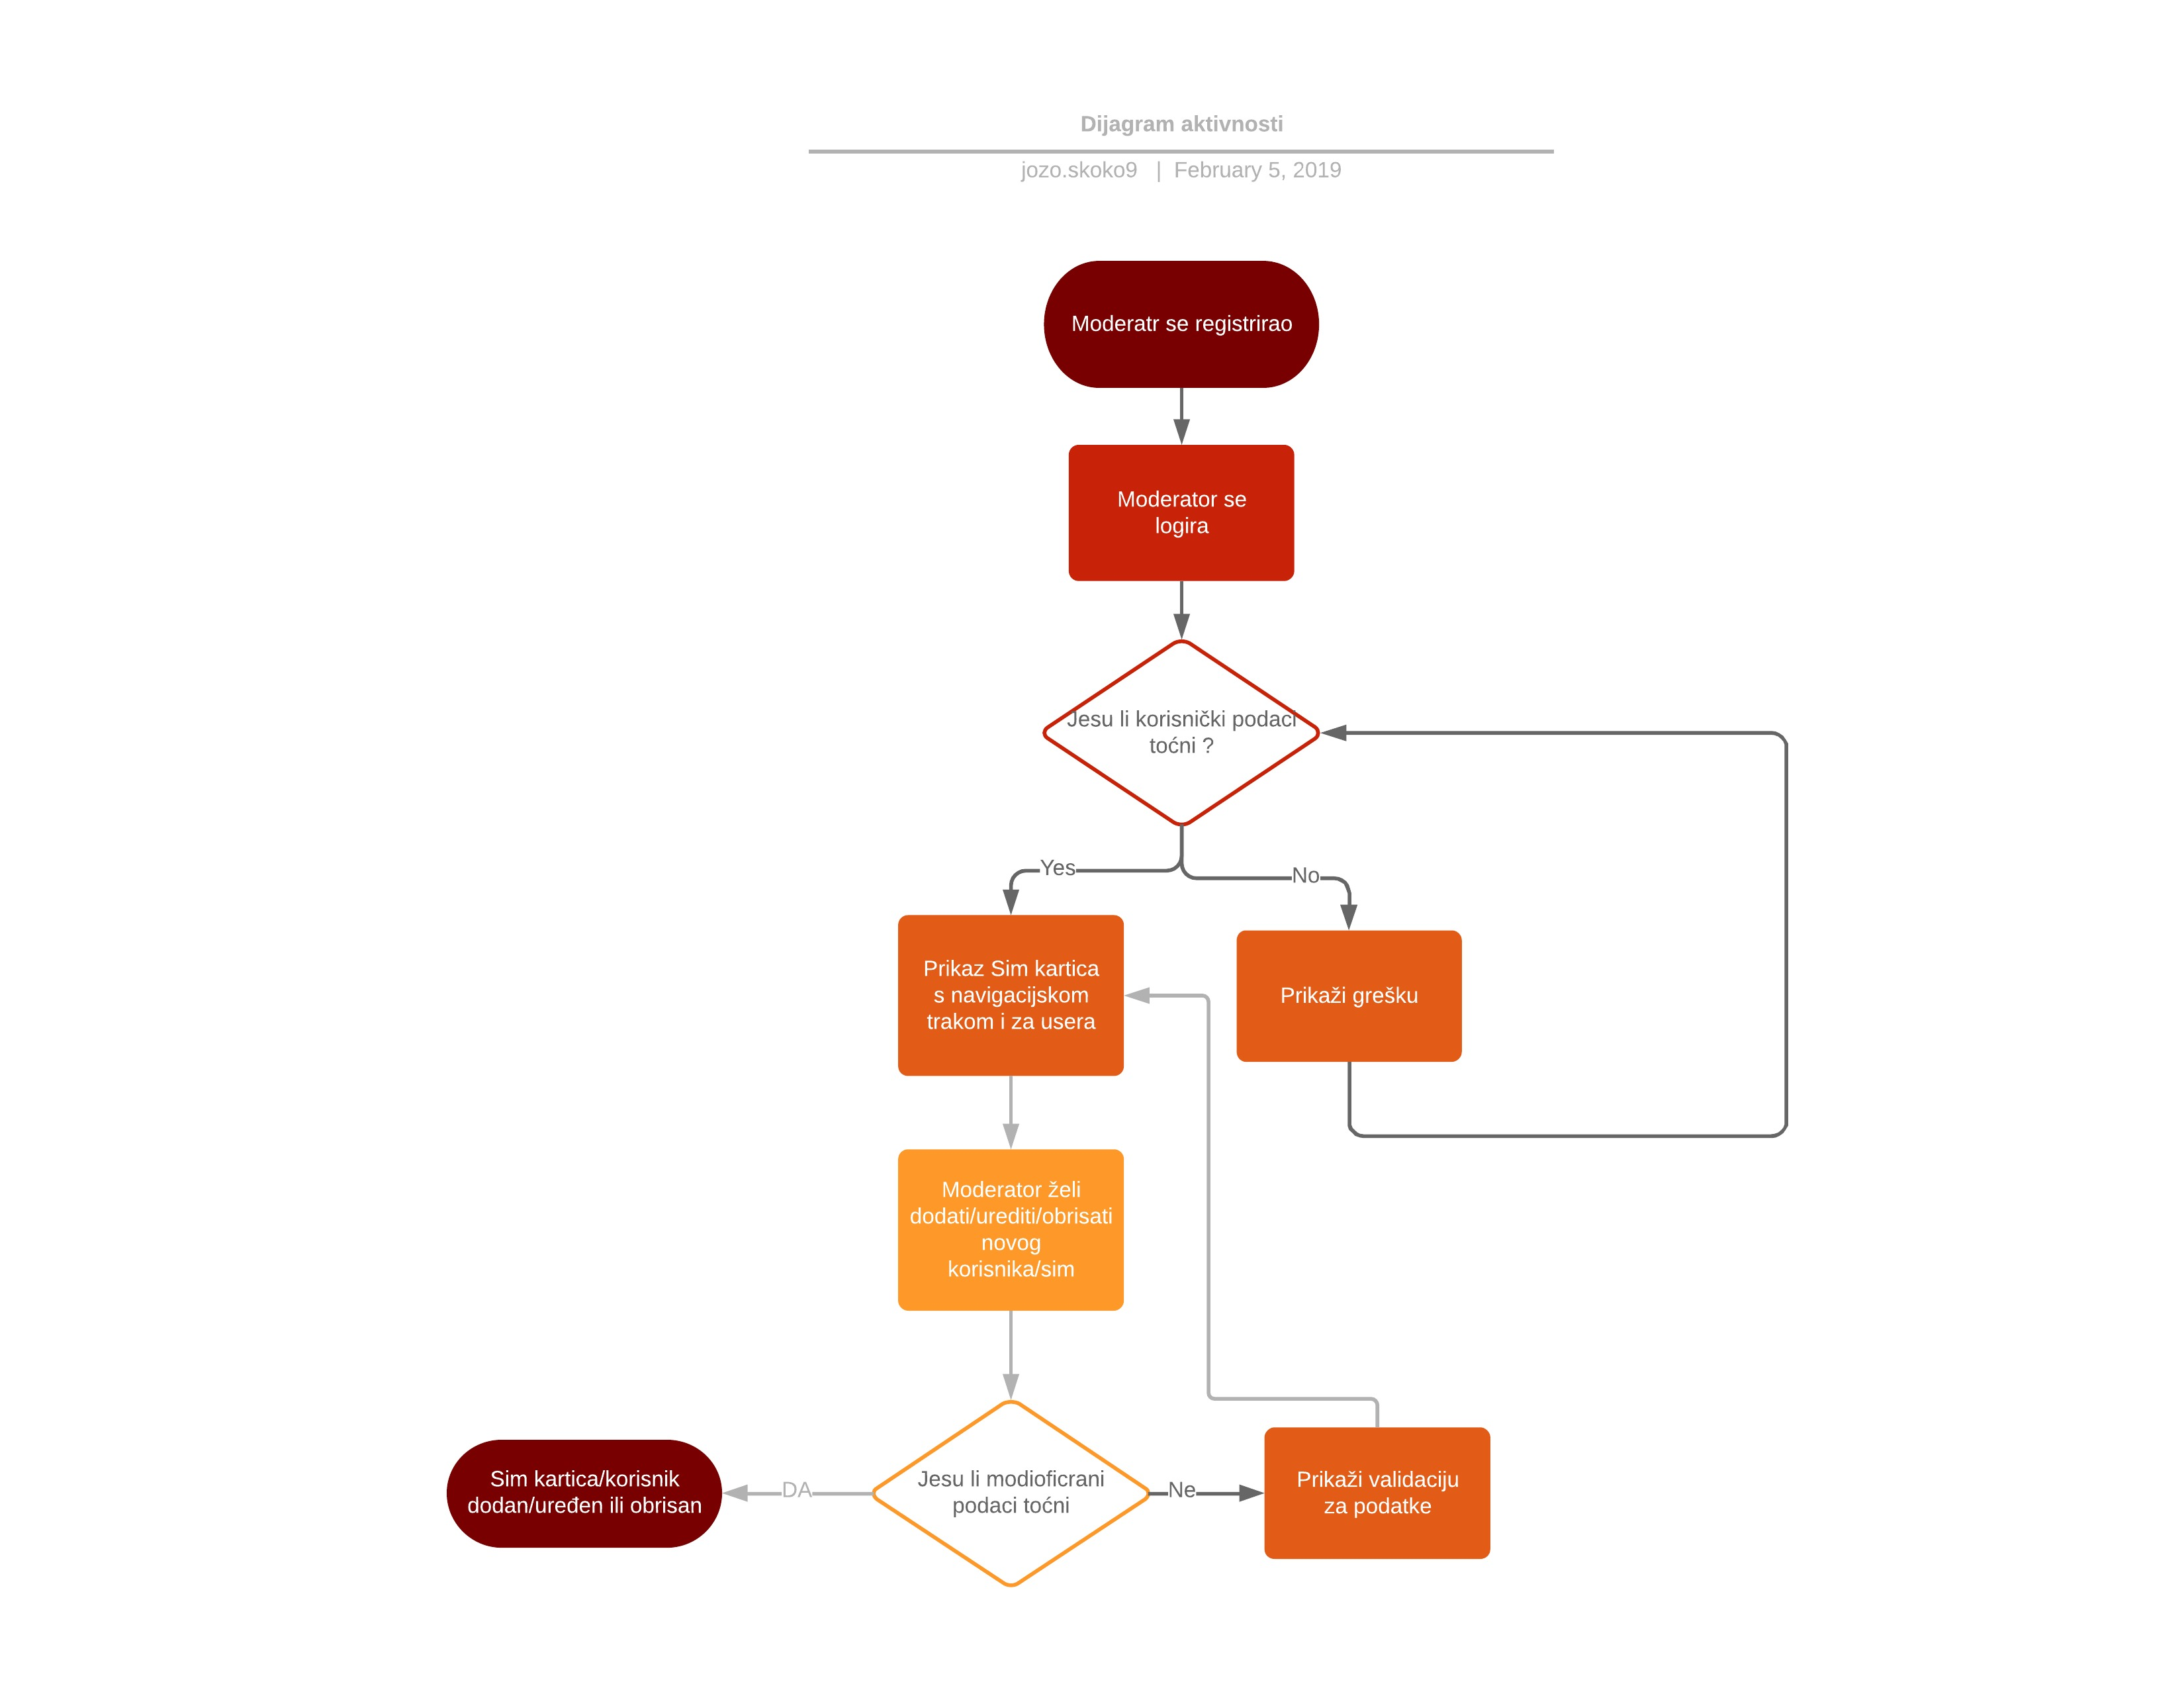 Dijagram aktivnosti
jozo.skoko9 | February 5, 2019
Moderatr se registrirao
Moderator se
logira
Jesu li korisnički podaci
toćni ?
Yes
No
Prikaz Sim kartica
s navigacijskom
trakom i za usera
Prikaži grešku
Moderator želi
dodati/urediti/obrisati
novog
korisnika/sim
Sim kartica/korisnik
dodan/uređen ili obrisan
DA
Jesu li modioficrani
podaci toćni
Ne
Prikaži validaciju
za podatke